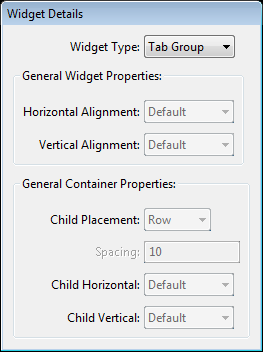 Widget Details
Widget Type: Tab Group
General Widget Properties:
Horizontal Alignment: Default
Vertical Alignment: Default
General Container Properties:
Child Placement: Row
Spacing: 10
Child Horizontal: Default
Child Vertical: Default